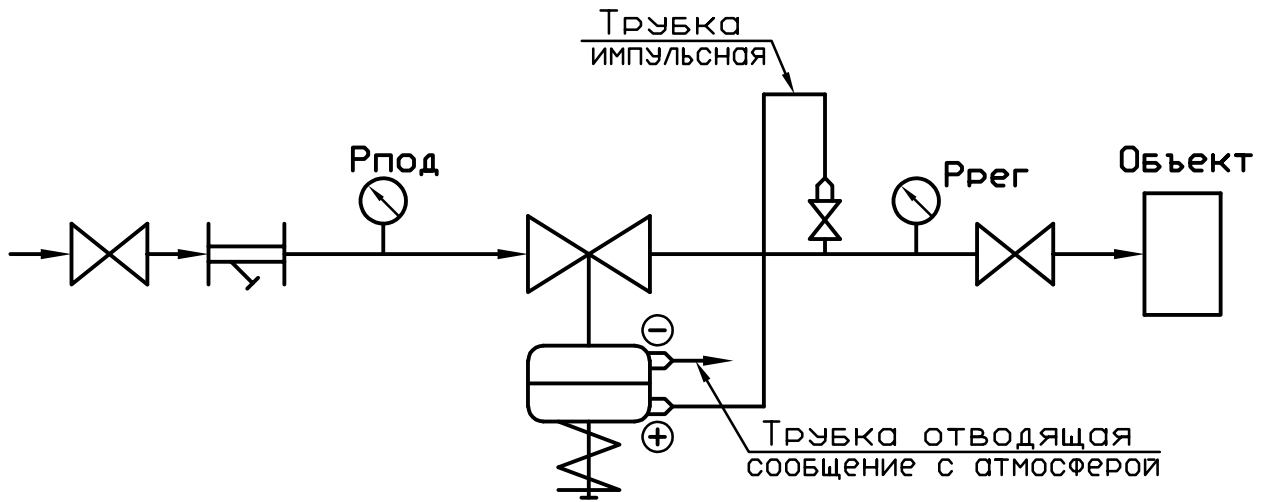 Трубка
импульсная
Рпод
Ррег
Объект
−
+
Трубка отводящая
сообщение с атмосферой